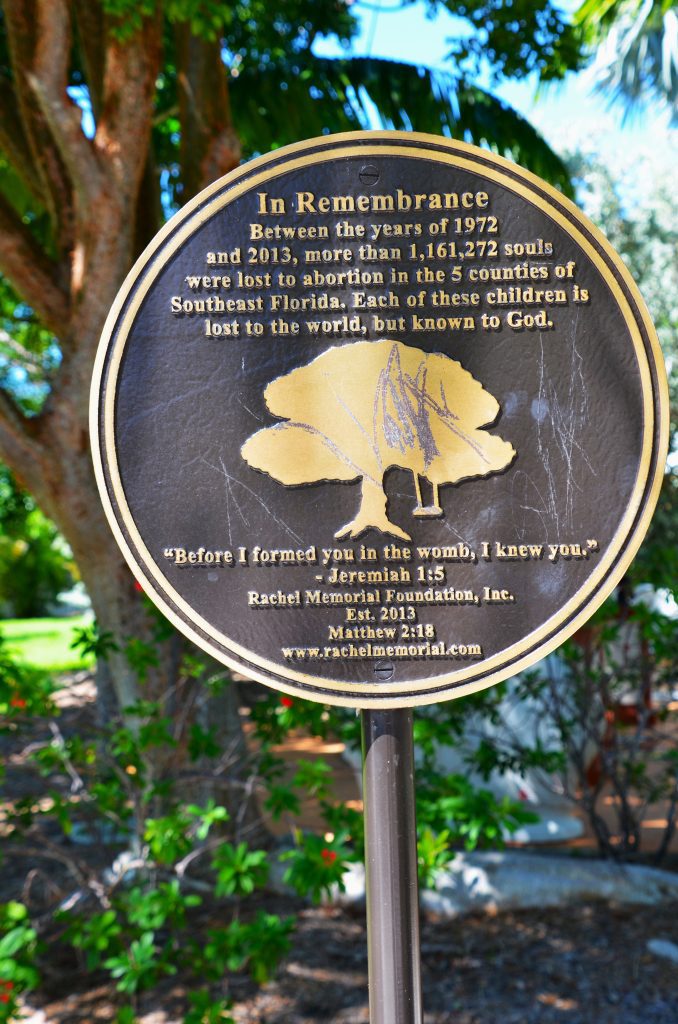 In Remembrance
Between the years of 1972
and 2013, more than 1,161,272 souls
were lost to abortion in the 5 counties of
Southeast Florida. Each of these children is
lost to the world, but known to God.
“Before I formed you in the womb, I knew you.”
- Jeremiah 1:5
Rachel Memorial Foundation, Inc.
Est. 2013
Matthew 2:18
www.rachelmemorial.com